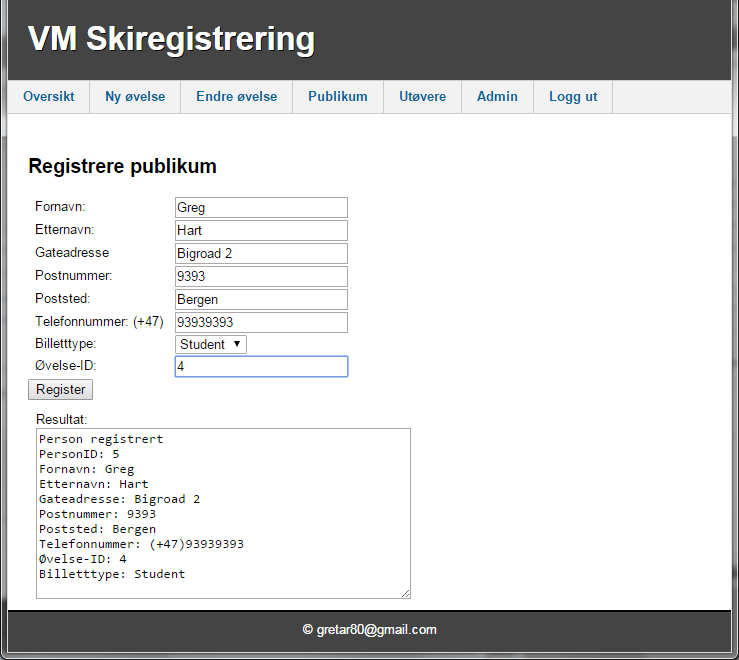 VM Skiregistrering
Oversikt Ny øvelse Endre øvelse Publikum Utøvere Admin Logg ut
Registrere publikum
Fornavn: Greg
Etternavn: Hart
Gateadresse Bigroad 2
Postnummer: 9393
Poststed: Bergen
Telefonnummer: (+47) 93939393
Billetttype: Student
Øvelse-ID: 4
Register
Resultat:
Person registrert
PersonID: 5
Fornavn: Greg
Etternavn: Hart
Gateadresse: Bigroad 2
Postnummer: 9393
Poststed: Bergen
Telefonnummer: (+47)93939393
Øvelse-ID: 4
Billetttype: Student
© gretar80@gmail.com